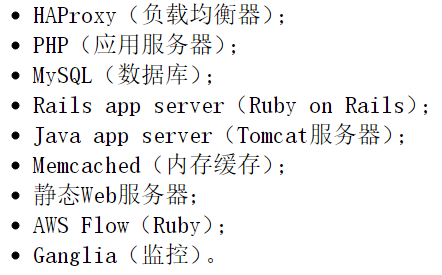 • HAProxy（负载均衡器）；
• PHP（应用服务器）；
• MySQL（数据库）；
• Rails app server（Ruby on Rails）；
• Java app server（Tomcat服务器）；
• Memcached（内存缓存）；
• 静态Web服务器；
• AWS Flow（Ruby）；
• Ganglia（监控）。